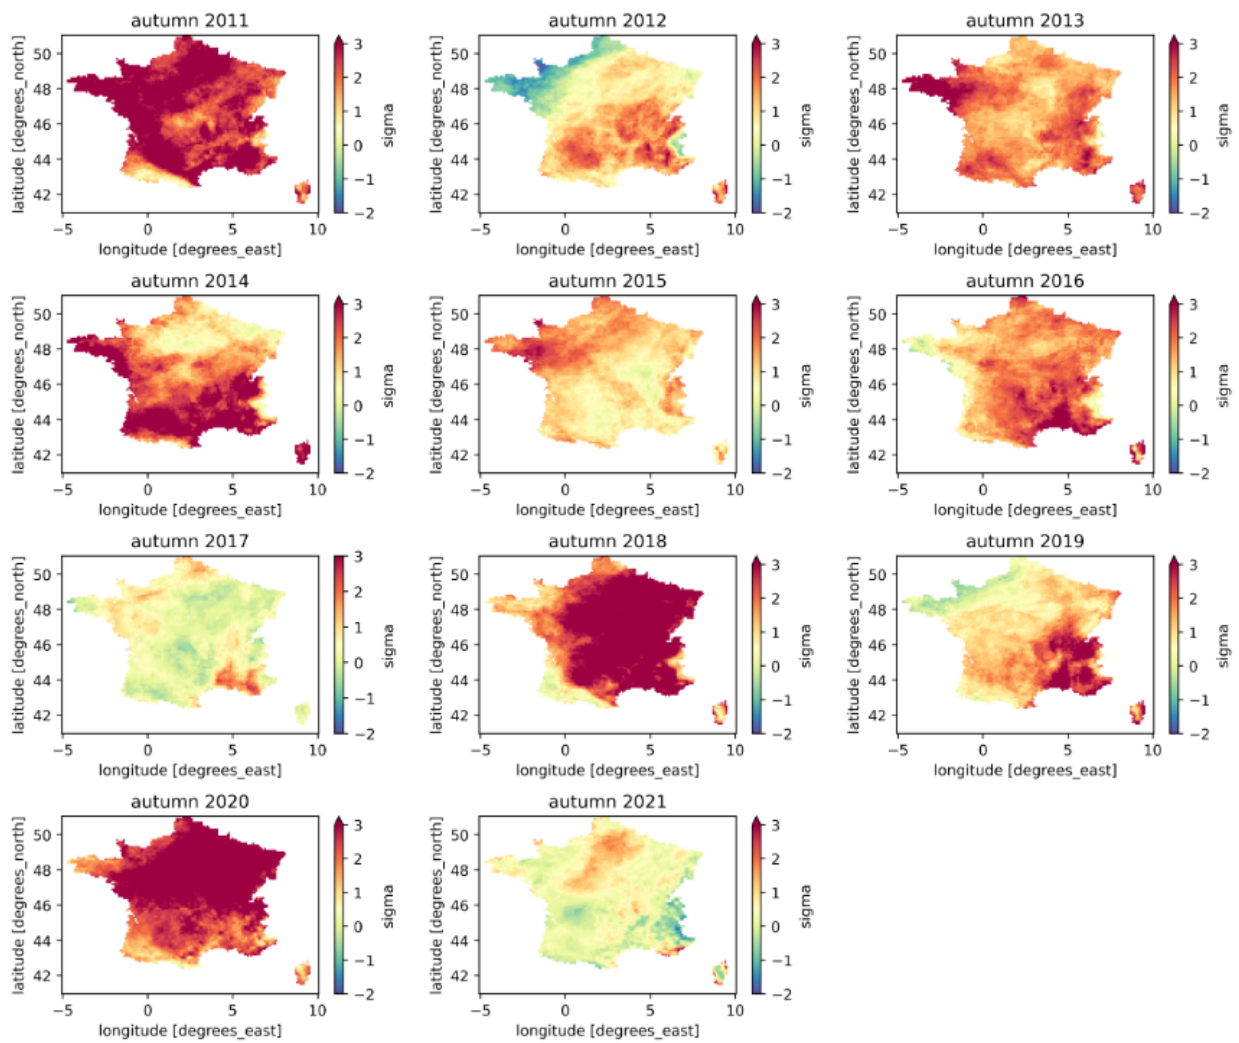 autumn 2011 autumn 2012 autumn 2013
50 3 50 3 50 3
latitude [degrees_north] 48 2 sigma latitude [degrees_north] 48 2 sigma latitude [degrees_north] 48 2 sigma
46 1 46 1 46 1
44 0 44 0 44 0
42 −1 42 −1 42 −1
−2 −2 −2
−5 0 5 10 −5 0 5 10 −5 0 5 10
longitude [degrees_east] longitude [degrees_east] longitude [degrees_east]
autumn 2014 autumn 2015 autumn 2016
50 3 50 3 50 3
latitude [degrees_north] 48 2 sigma latitude [degrees_north] 48 2 sigma latitude [degrees_north] 48 2 sigma
46 1 46 1 46 1
44 0 44 0 44 0
42 −1 42 −1 42 −1
−2 −2 −2
−5 0 5 10 −5 0 5 10 −5 0 5 10
longitude [degrees_east] longitude [degrees_east] longitude [degrees_east]
autumn 2017 autumn 2018 autumn 2019
50 3 50 3 50 3
latitude [degrees_north] 48 2 sigma latitude [degrees_north] 48 2 sigma latitude [degrees_north] 48 2 sigma
46 1 46 1 46 1
44 0 44 0 44 0
42 −1 42 −1 42 −1
−2 −2 −2
−5 0 5 10 −5 0 5 10 −5 0 5 10
longitude [degrees_east] longitude [degrees_east] longitude [degrees_east]
autumn 2020 autumn 2021
50 3 50 3
latitude [degrees_north] 48 2 sigma latitude [degrees_north] 48 2 sigma
46 1 46 1
44 0 44 0
42 −1 42 −1
−2 −2
−5 0 5 10 −5 0 5 10
longitude [degrees_east] longitude [degrees_east]